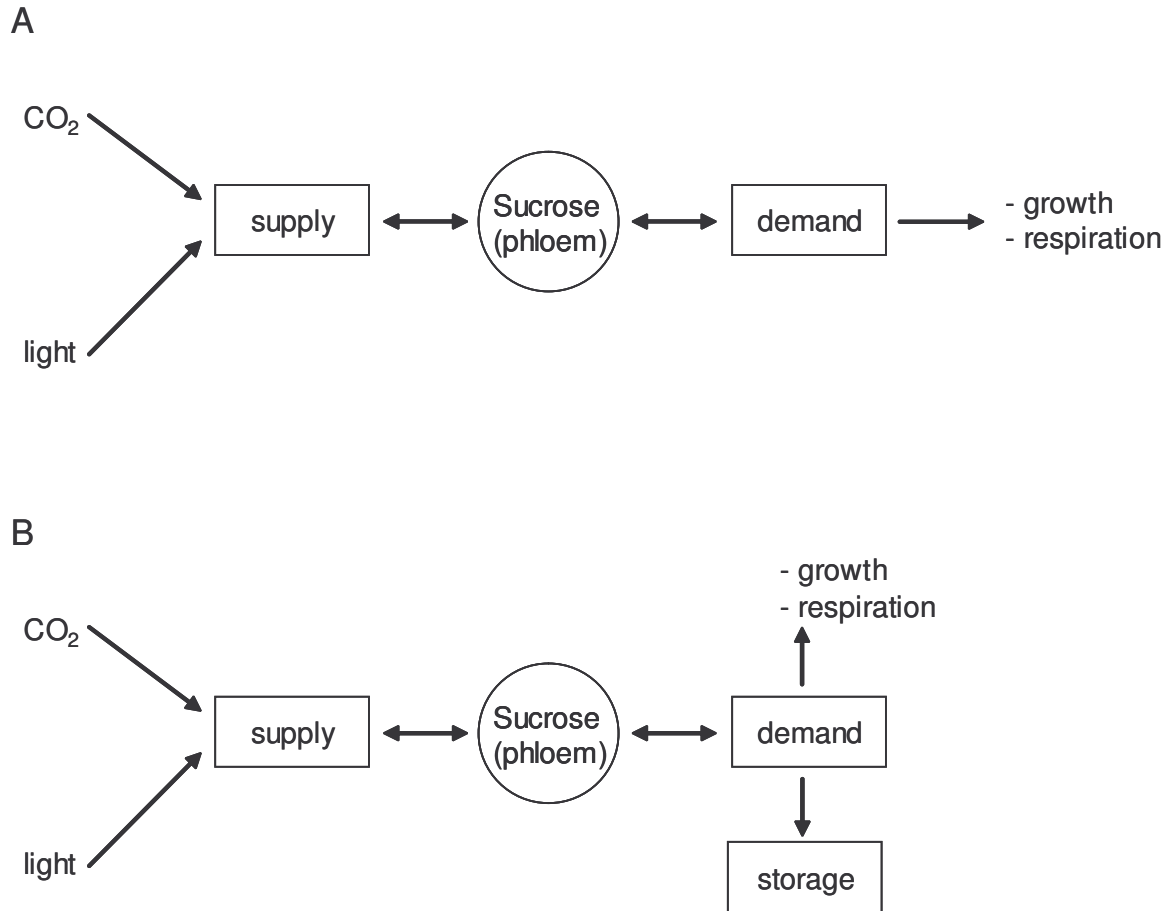 A
CO₂
supply
Sucrose
(phloem)
demand
- growth
- respiration
light
B
- growth
- respiration
CO₂
supply
Sucrose
(phloem)
demand
light
storage